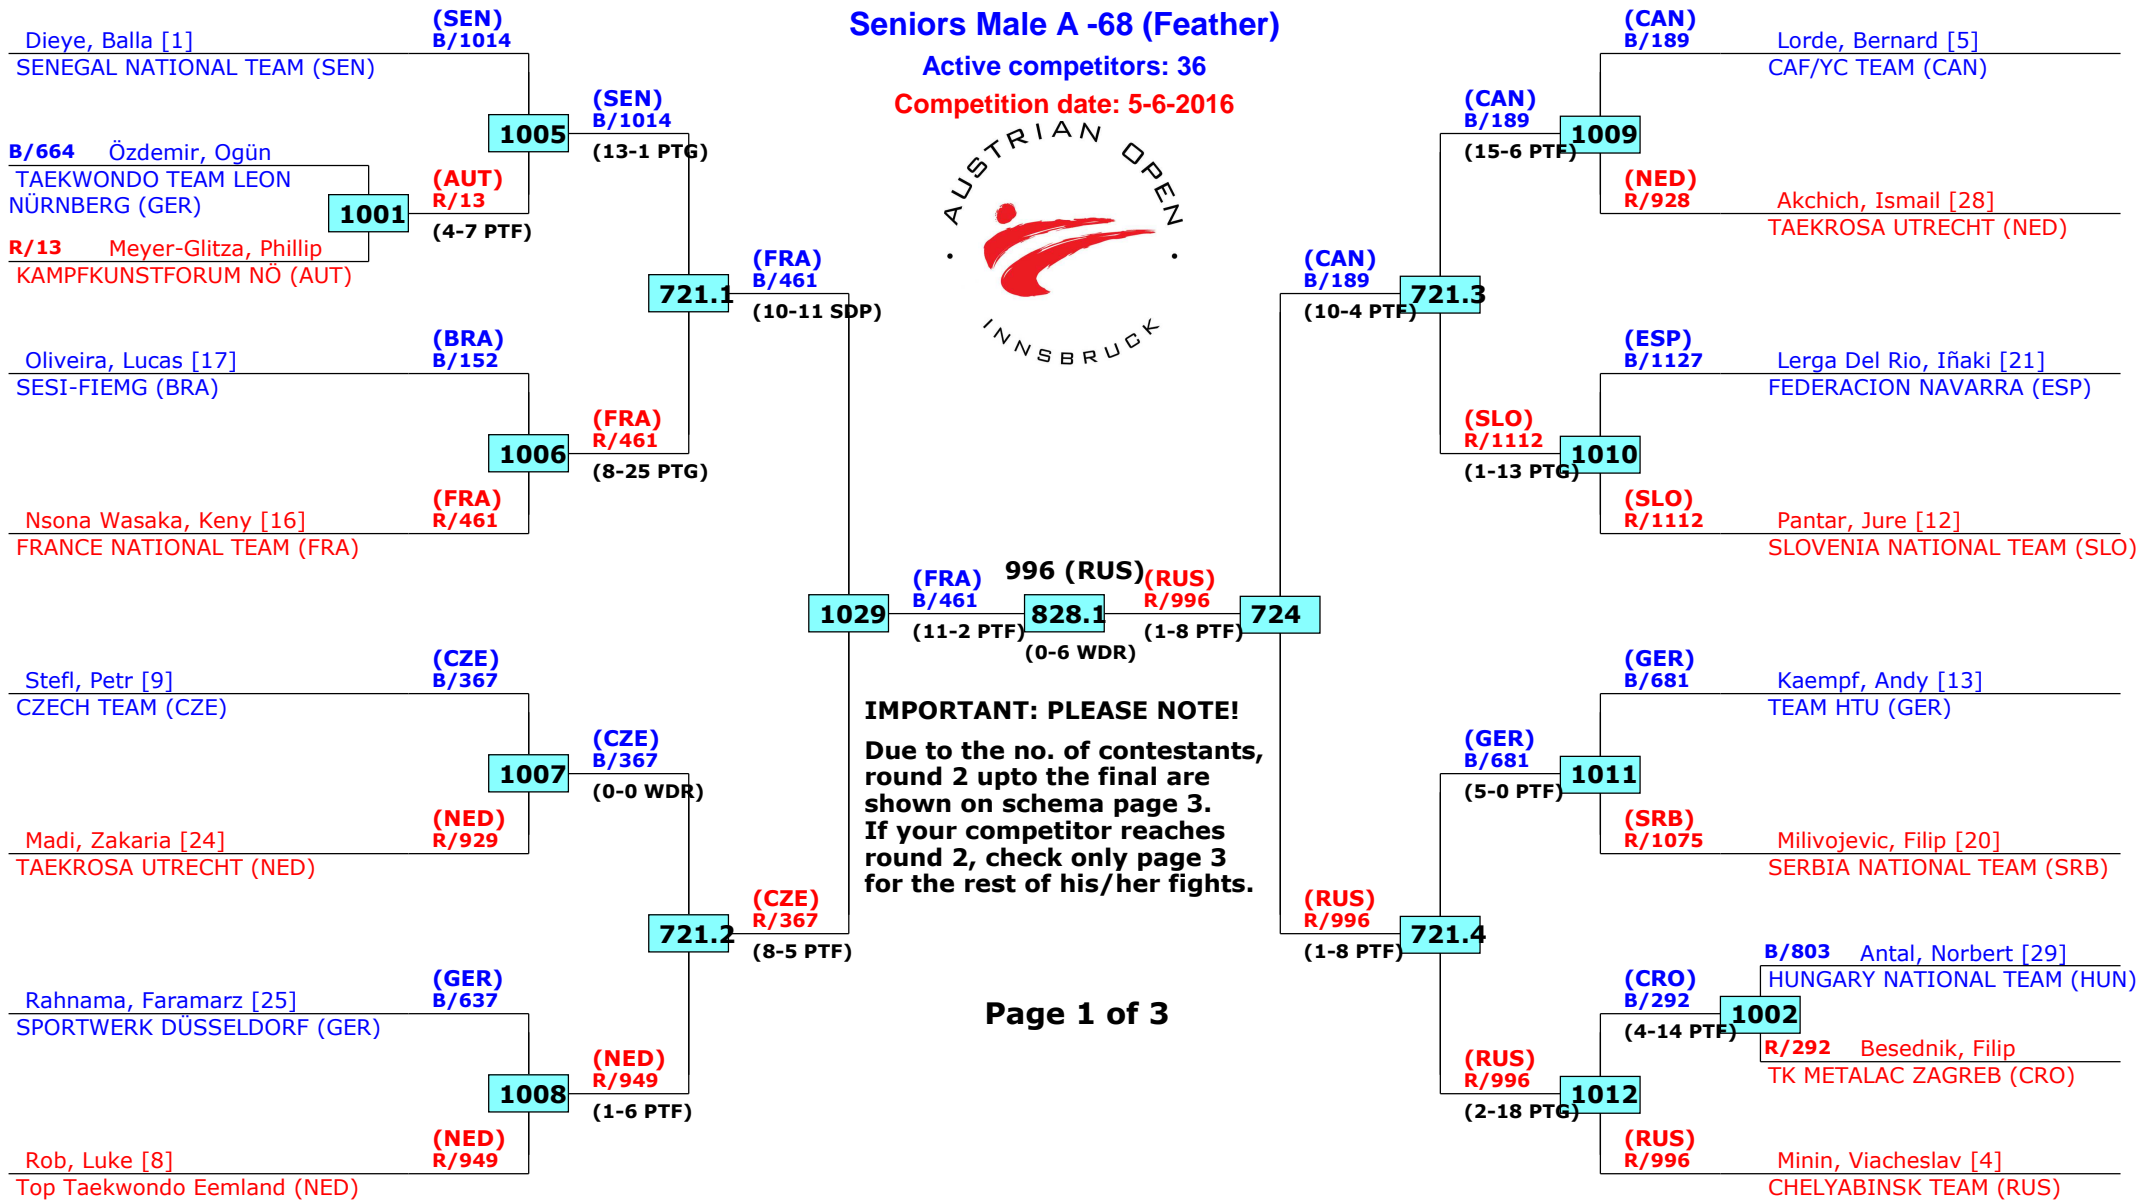 Seniors Male A -68 (Feather)
Active competitors: 36
Competition date: 5-6-2016
AUSTRIAN OPEN
INNSBRUCK
Dieye, Balla [1]
SENEGAL NATIONAL TEAM (SEN)
(SEN)
B/1014
B/664 Özdemir, Ogün
TAEKWONDO TEAM LEON
NÜRNBERG (GER)
R/13 Meyer-Glitza, Phillip
KAMPFKUNSTFORUM NÖ (AUT)
1001
(AUT)
R/13
(4-7 PTF)
1005
(SEN)
B/1014
(13-1 PTG)
Oliveira, Lucas [17]
SESI-FIEMG (BRA)
(BRA)
B/152
Nsona Wasaka, Keny [16]
FRANCE NATIONAL TEAM (FRA)
(FRA)
R/461
1006
(FRA)
R/461
(8-25 PTG)
721.1
(FRA)
B/461
(10-11 SDP)
Stefl, Petr [9]
CZECH TEAM (CZE)
(CZE)
B/367
Madi, Zakaria [24]
TAEKROSA UTRECHT (NED)
(NED)
R/929
1007
(CZE)
B/367
(0-0 WDR)
Rahnama, Faramarz [25]
SPORTWERK DÜSSELDORF (GER)
(GER)
B/637
Rob, Luke [8]
Top Taekwondo Eemland (NED)
(NED)
R/949
1008
(NED)
R/949
(1-6 PTF)
721.2
(CZE)
R/367
(8-5 PTF)
1029
(FRA)
B/461
(11-2 PTF)
996 (RUS)
828.1
(0-6 WDR)
(RUS)
R/996
(1-8 PTF)
724
IMPORTANT: PLEASE NOTE!
Due to the no. of contestants,
round 2 upto the final are
shown on schema page 3.
If your competitor reaches
round 2, check only page 3
for the rest of his/her fights.
Page 1 of 3
(CAN)
B/189
Lorde, Bernard [5]
CAF/YC TEAM (CAN)
(NED)
R/928
Akchich, Ismail [28]
TAEKROSA UTRECHT (NED)
1009
(CAN)
B/189
(15-6 PTF)
(ESP)
B/1127
Lerga Del Rio, Iñaki [21]
FEDERACION NAVARRA (ESP)
(SLO)
R/1112
Pantar, Jure [12]
SLOVENIA NATIONAL TEAM (SLO)
1010
(SLO)
R/1112
(1-13 PTG)
721.3
(CAN)
B/189
(10-4 PTF)
(GER)
B/681
Kaempf, Andy [13]
TEAM HTU (GER)
(SRB)
R/1075
Milivojevic, Filip [20]
SERBIA NATIONAL TEAM (SRB)
1011
(GER)
B/681
(5-0 PTF)
B/803 Antal, Norbert [29]
HUNGARY NATIONAL TEAM (HUN)
R/292 Besednik, Filip
TK METALAC ZAGREB (CRO)
1002
(CRO)
B/292
(4-14 PTF)
(RUS)
R/996
Minin, Viacheslav [4]
CHELYABINSK TEAM (RUS)
1012
(RUS)
R/996
(2-18 PTG)
721.4
(RUS)
R/996
(1-8 PTF)